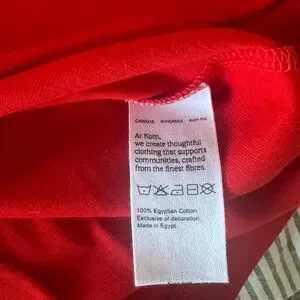 At Kotn,
we create thoughtful
clothing that supports
communities, crafted
from the finest fibres.
100% Egyptian Cotton
Exclusive of decoration
Made in Egypt